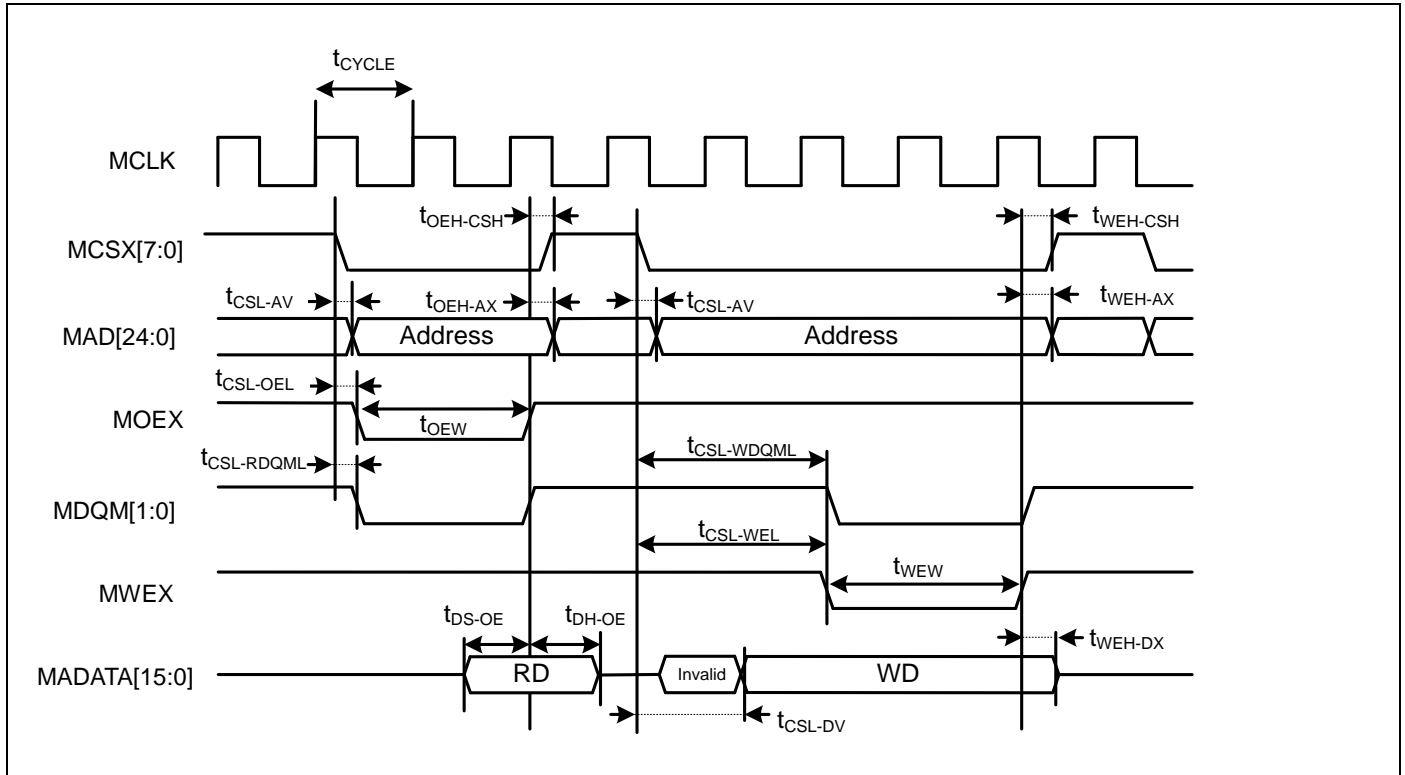 tCYCLE
MCLK
tOEH-CSH
tWEH-CSH
MCSX[7:0]
tCSL-AV
tOEH-AX
tCSL-AV
tWEH-AX
MAD[24:0]
Address
Address
tCSL-OEL
MOEX
tOEW
tCSL-WDQML
tCSL-RDQML
MDQM[1:0]
tCSL-WEL
tWEW
MWEX
tDS-OE
tDH-OE
tWEH-DX
MADATA[15:0]
RD
Invalid
WD
tCSL-DV